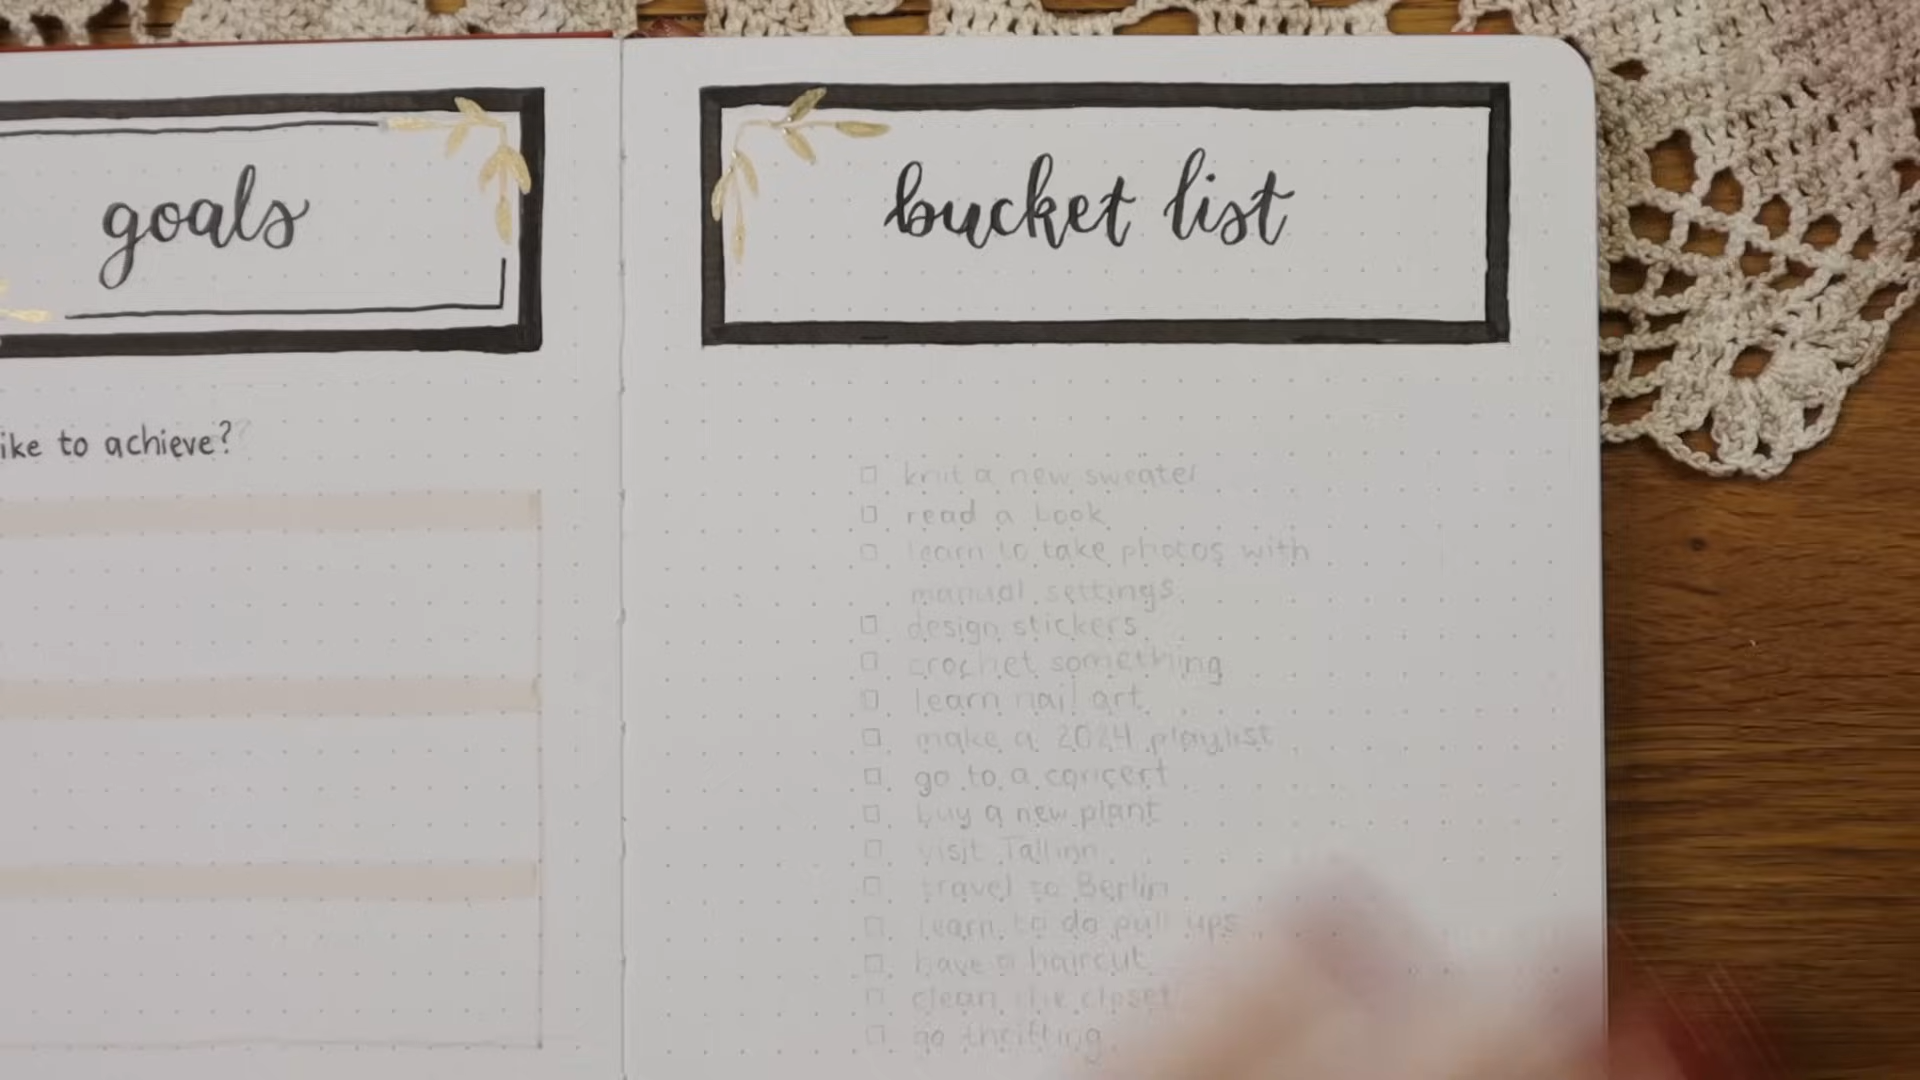 goals
ike to achieve?
bucket list
knit a new sweater
read a book
learn to take photos with
manual settings
design stickers
crochet something
learn nail art
make a 2024 playlist
go to a concert
buy a new plant
visit Tallinn
travel to Berlin
learn to do pull ups
have a haircut
clean the closet
go thrifting